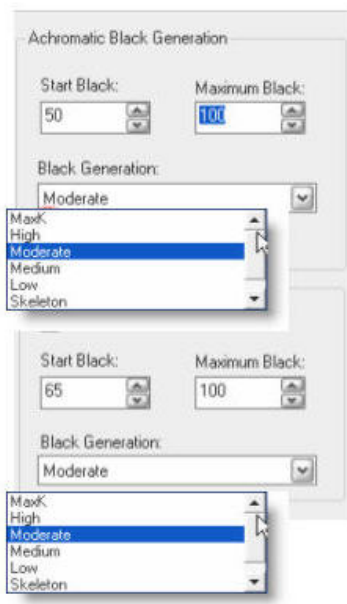 Achromatic Black Generation
Start Black: Maximum Black:
50 100
Black Generation:
Moderate
MaxK
High
Moderate
Medium
Low
Skeleton
Start Black: Maximum Black:
65 100
Black Generation:
Moderate
MaxK
High
Moderate
Medium
Low
Skeleton